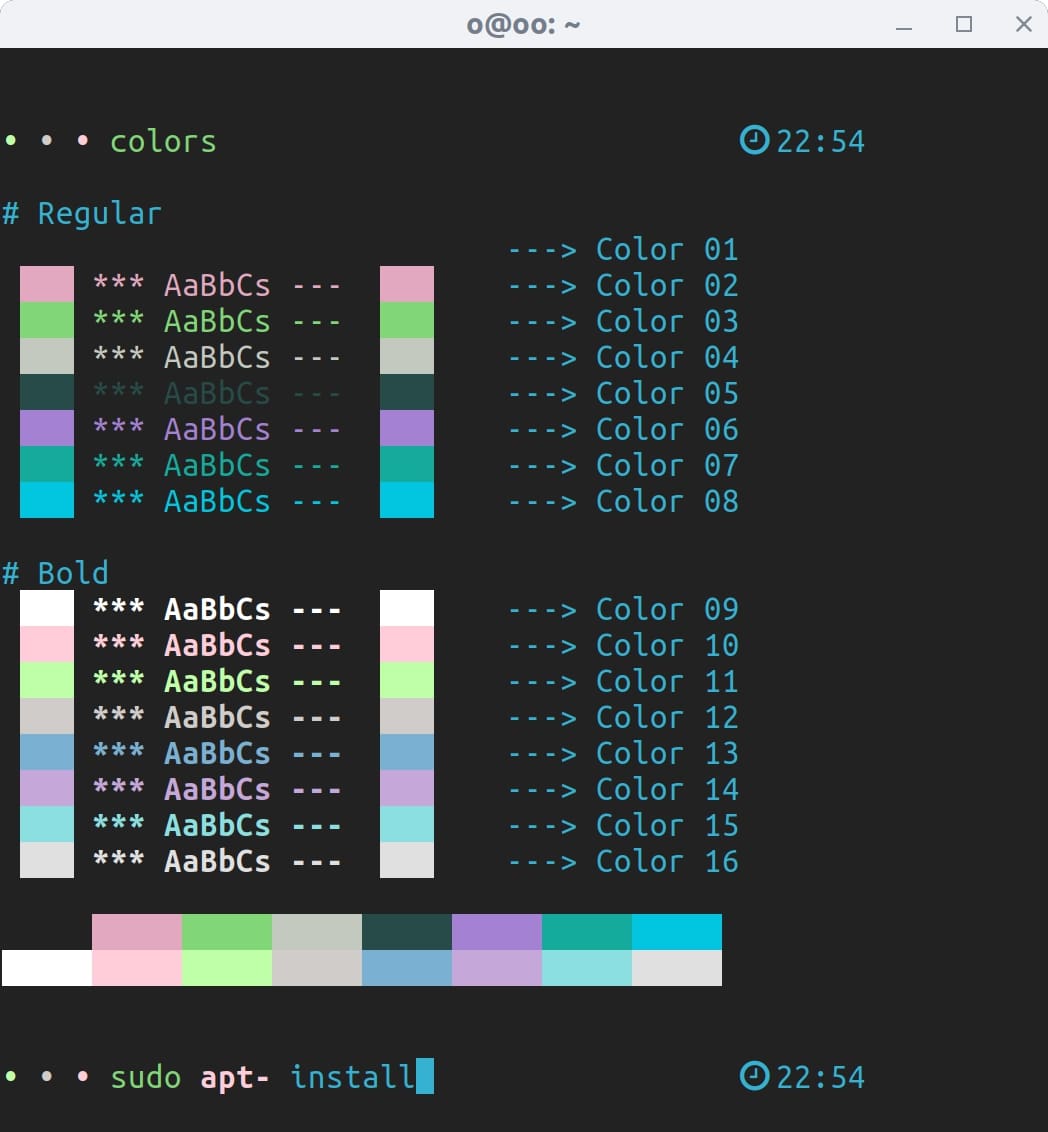 o@oo: ~
• • • colors 22:54
# Regular
---> Color 01
*** AaBbCs --- ---> Color 02
*** AaBbCs --- ---> Color 03
*** AaBbCs --- ---> Color 04
*** AaBbCs --- ---> Color 05
*** AaBbCs --- ---> Color 06
*** AaBbCs --- ---> Color 07
*** AaBbCs --- ---> Color 08
# Bold
*** AaBbCs --- ---> Color 09
*** AaBbCs --- ---> Color 10
*** AaBbCs --- ---> Color 11
*** AaBbCs --- ---> Color 12
*** AaBbCs --- ---> Color 13
*** AaBbCs --- ---> Color 14
*** AaBbCs --- ---> Color 15
*** AaBbCs --- ---> Color 16
• • • sudo apt- install 22:54